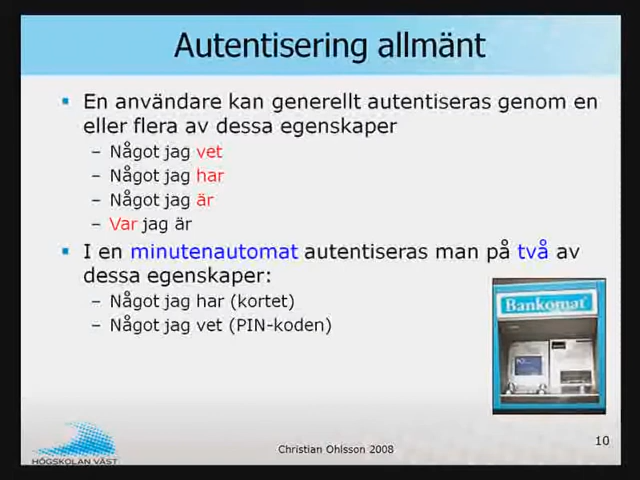 Autentisering allmänt
▪ En användare kan generellt autentiseras genom en
eller flera av dessa egenskaper
– Något jag vet
– Något jag har
– Något jag är
– Var jag är
▪ I en minutenautomat autentiseras man på två av
dessa egenskaper:
– Något jag har (kortet)
– Något jag vet (PIN-koden)
Bankomat
HÖGSKOLAN VÄST
Christian Ohlsson 2008
10